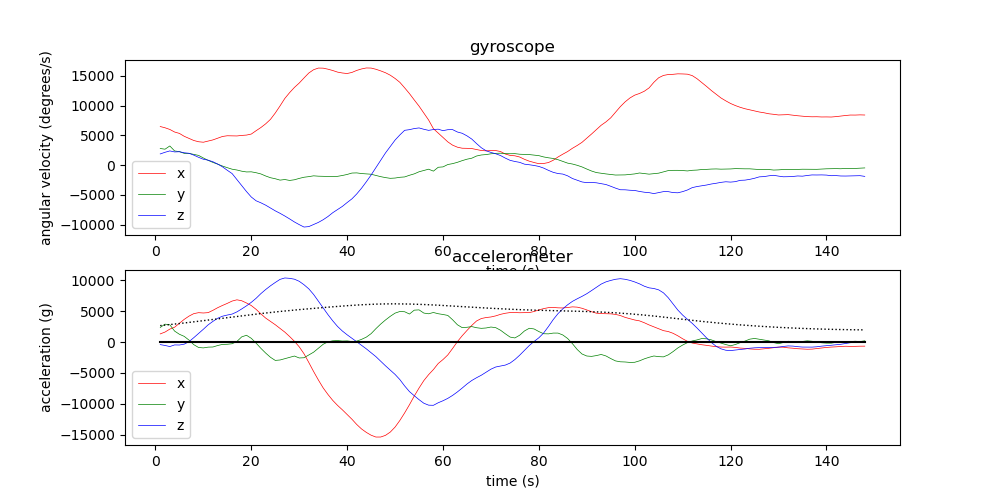 gyroscope
angular velocity (degrees/s)
15000
10000
5000
0
−5000
−10000
x
y
z
0 20 40 60 80 100 120 140
time (s)
accelerometer
acceleration (g)
10000
5000
0
−5000
−10000
−15000
x
y
z
0 20 40 60 80 100 120 140
time (s)